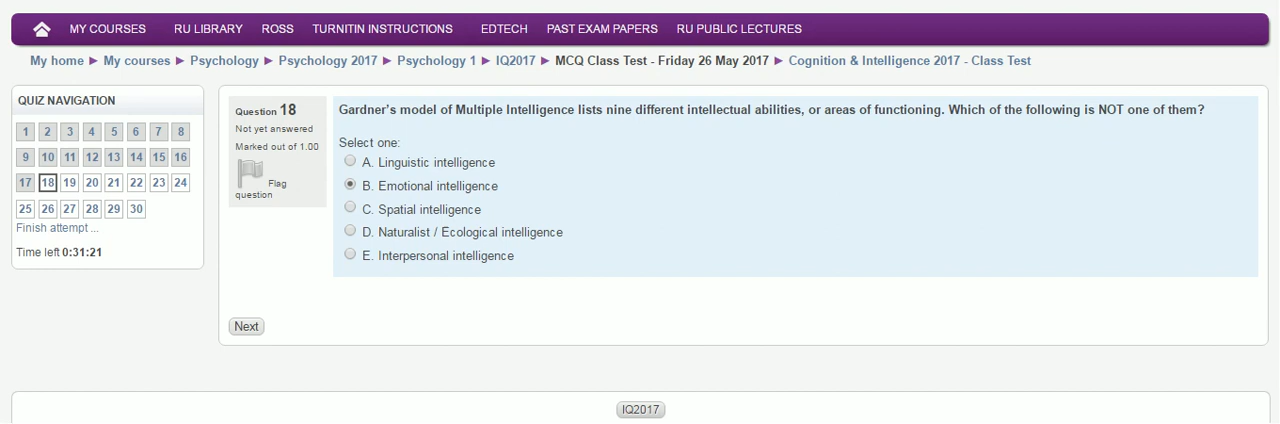 MY COURSES RU LIBRARY ROSS TURNITIN INSTRUCTIONS EDTECH PAST EXAM PAPERS RU PUBLIC LECTURES
My home ► My courses ► Psychology ► Psychology 2017 ► Psychology 1 ► IQ2017 ► MCQ Class Test - Friday 26 May 2017 ► Cognition & Intelligence 2017 - Class Test
QUIZ NAVIGATION
1 2 3 4 5 6 7 8
9 10 11 12 13 14 15 16
17 18 19 20 21 22 23 24
25 26 27 28 29 30
Finish attempt ...
Time left 0:31:21
Question 18
Not yet answered
Marked out of 1.00
Flag
question
Gardner's model of Multiple Intelligence lists nine different intellectual abilities, or areas of functioning. Which of the following is NOT one of them?
Select one:
A. Linguistic intelligence
B. Emotional intelligence
C. Spatial intelligence
D. Naturalist / Ecological intelligence
E. Interpersonal intelligence
Next
IQ2017